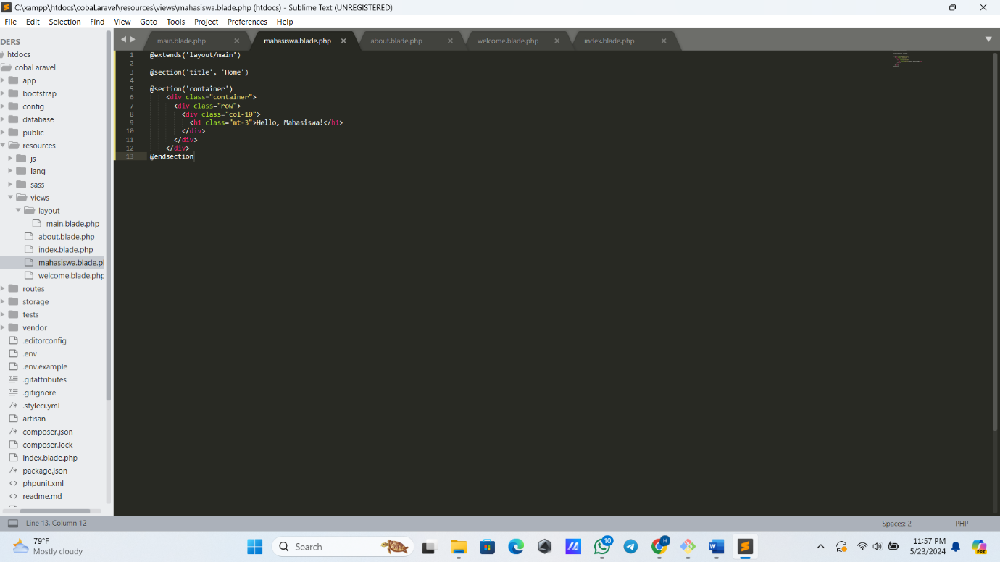 C:\xampp\htdocs\cobaLaravel\resources\views\mahasiswa.blade.php (htdocs) - Sublime Text (UNREGISTERED)
File Edit Selection Find View Goto Tools Project Preferences Help
DERS
htdocs
cobaLaravel
app
bootstrap
config
database
public
resources
js
lang
sass
views
layout
main.blade.php
about.blade.php
index.blade.php
mahasiswa.blade.pl
welcome.blade.php
routes
storage
tests
vendor
.editorconfig
.env
.env.example
.gitattributes
.gitignore
/* .styleci.yml
artisan
/* composer.json
composer.lock
index.blade.php
/* package.json
<> phpunit.xml
<> readme.md
main.blade.php × mahasiswa.blade.php × about.blade.php × welcome.blade.php × index.blade.php ×
1 @extends('layout/main')
2
3 @section('title', 'Home')
4
5 @section('container')
6 <div class="container">
7 <div class="row">
8 <div class="col-10">
9 <h1 class="mt-3">Hello, Mahasiswa!</h1>
10 </div>
11 </div>
12 </div>
13 @endsection
Line 13, Column 12 Spaces: 2 PHP
79°F
Mostly cloudy
Search
10
H
PRE
11:57 PM
5/23/2024